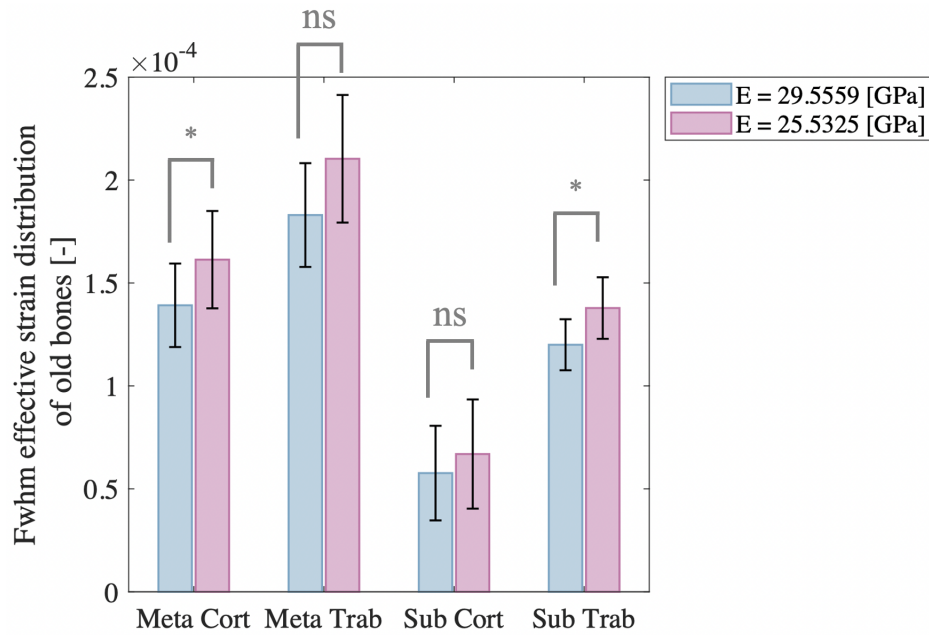 ns
×10⁻⁴
2.5
*
2
*
1.5
ns
1
0.5
0
Fwhm effective strain distribution
of old bones [-]
Meta Cort Meta Trab Sub Cort Sub Trab
E = 29.5559 [GPa]
E = 25.5325 [GPa]